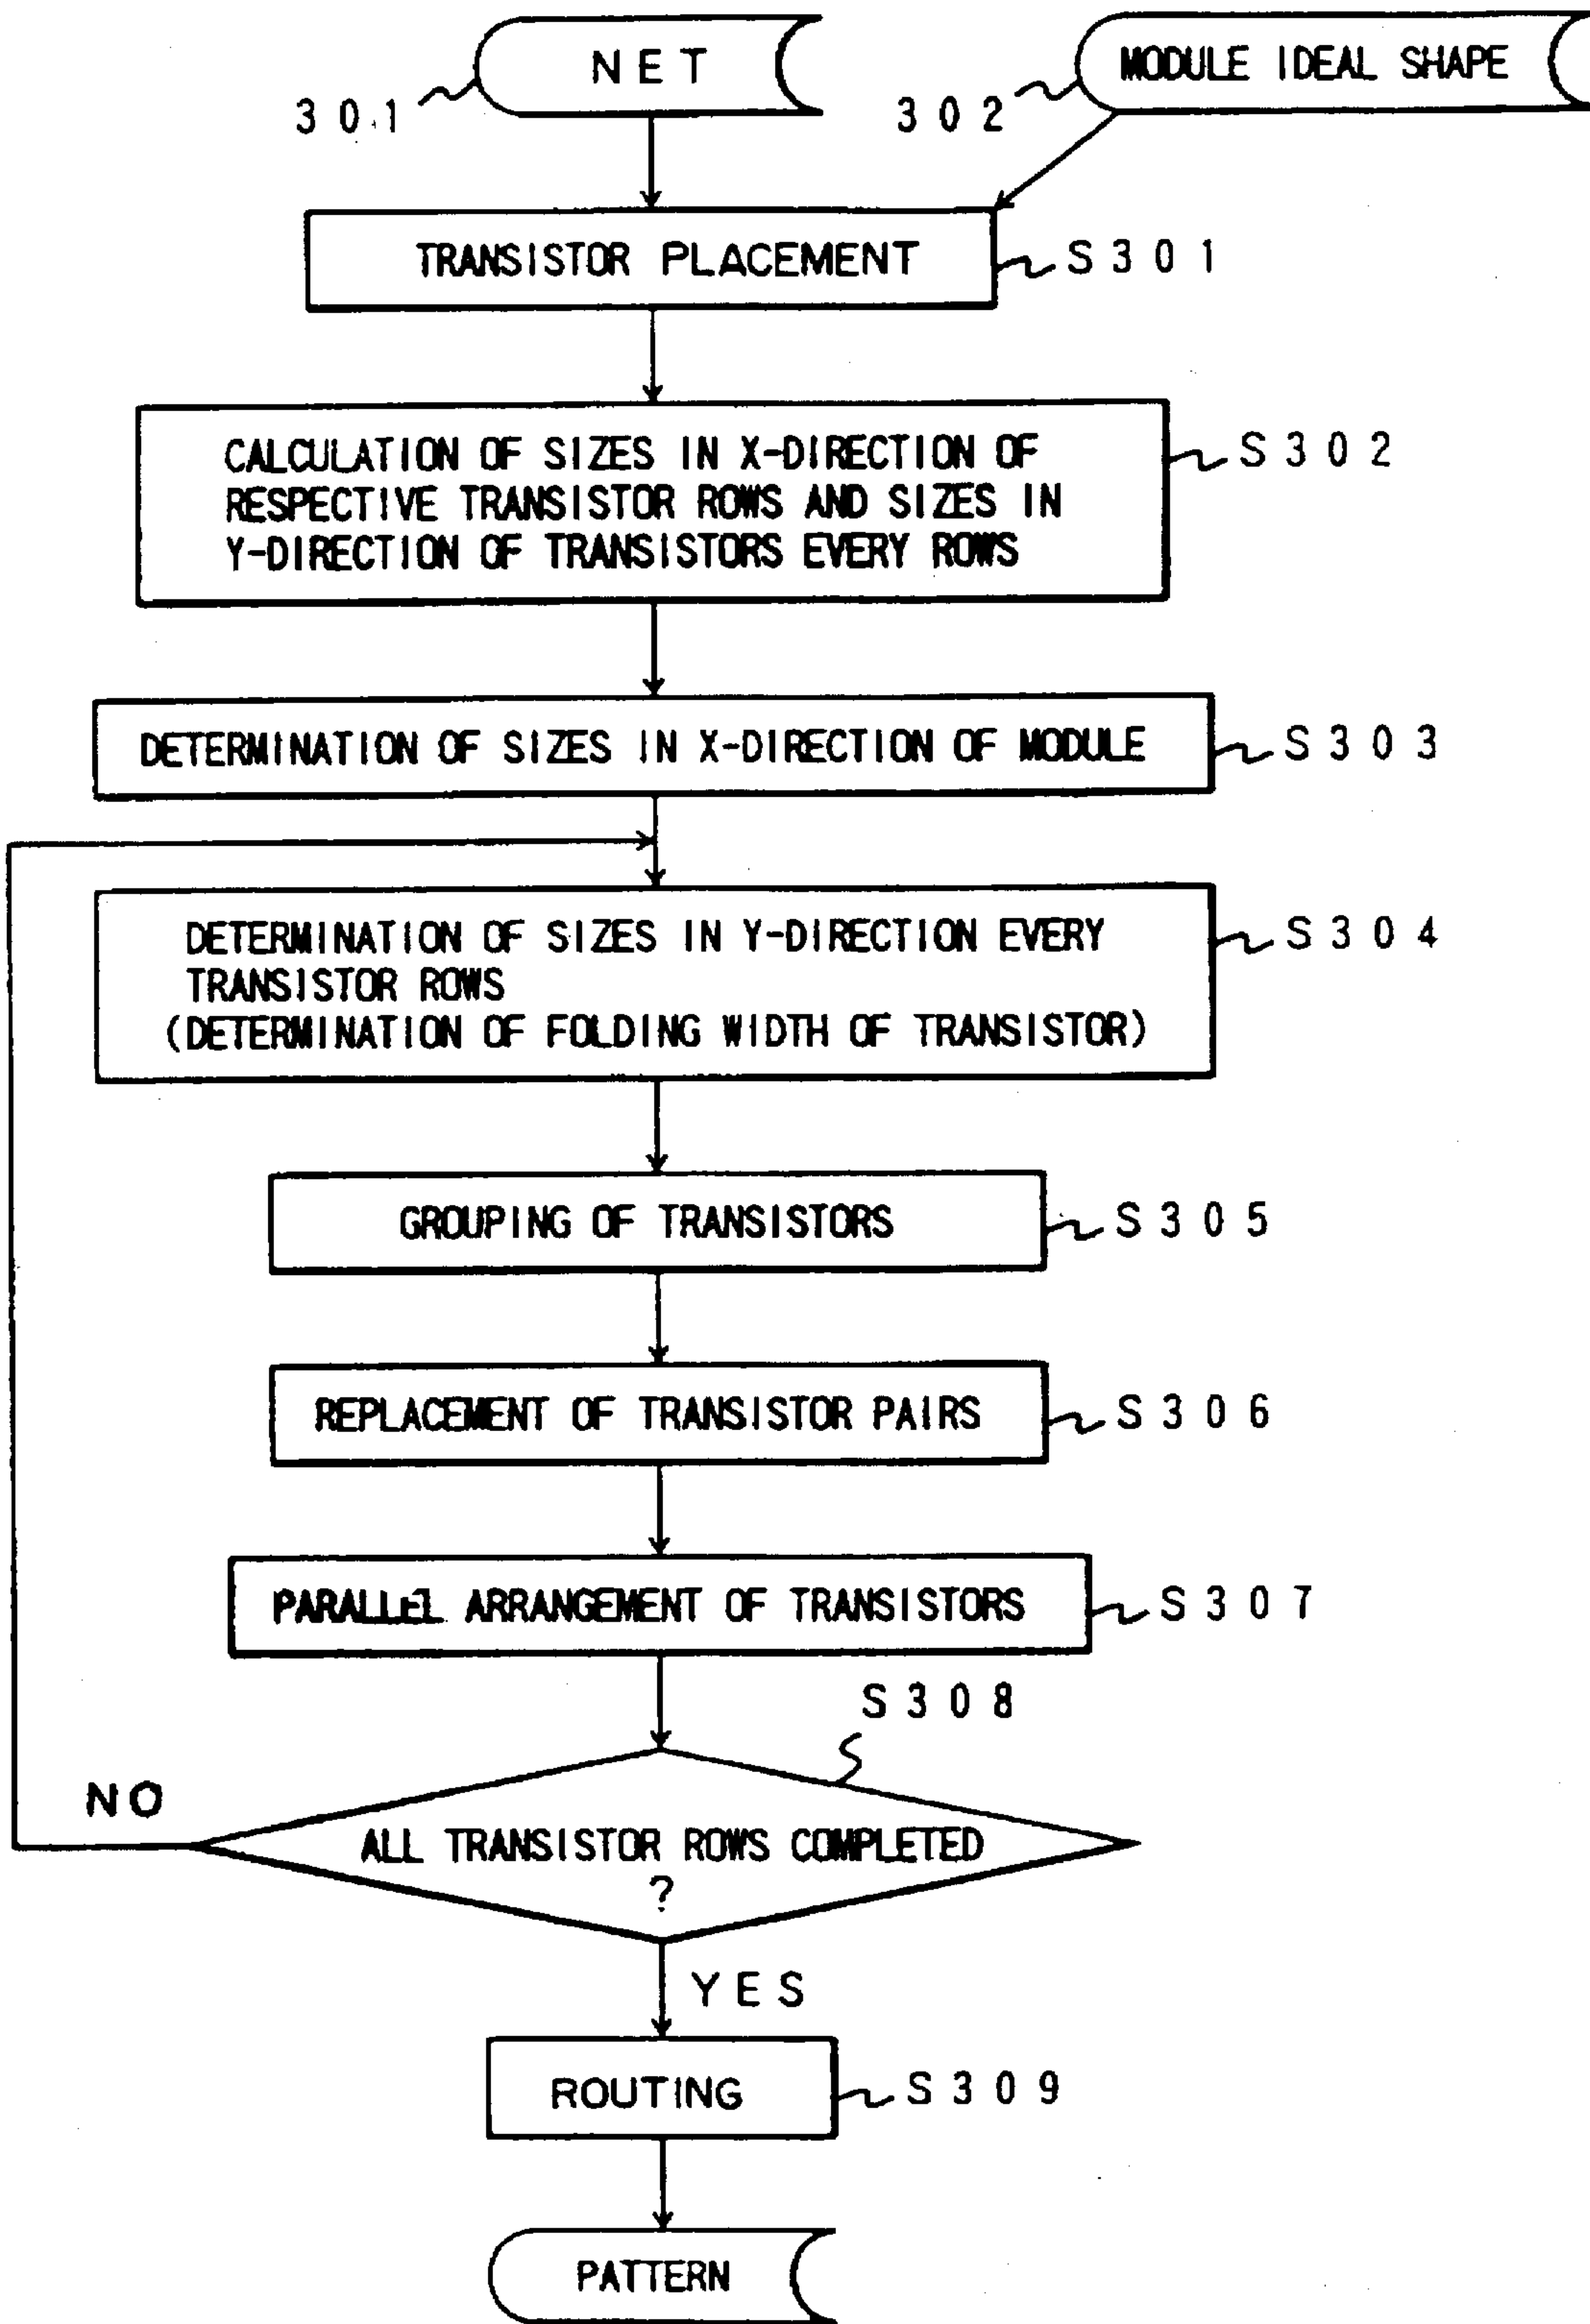 NET
MODULE IDEAL SHAPE
301
302
TRANSISTOR PLACEMENT
S301
CALCULATION OF SIZES IN X-DIRECTION OF
RESPECTIVE TRANSISTOR ROWS AND SIZES IN
Y-DIRECTION OF TRANSISTORS EVERY ROWS
S302
DETERMINATION OF SIZES IN X-DIRECTION OF MODULE
S303
DETERMINATION OF SIZES IN Y-DIRECTION EVERY
TRANSISTOR ROWS
(DETERMINATION OF FOLDING WIDTH OF TRANSISTOR)
S304
GROUPING OF TRANSISTORS
S305
REPLACEMENT OF TRANSISTOR PAIRS
S306
PARALLEL ARRANGEMENT OF TRANSISTORS
S307
S308
NO
ALL TRANSISTOR ROWS COMPLETED
?
YES
ROUTING
S309
PATTERN